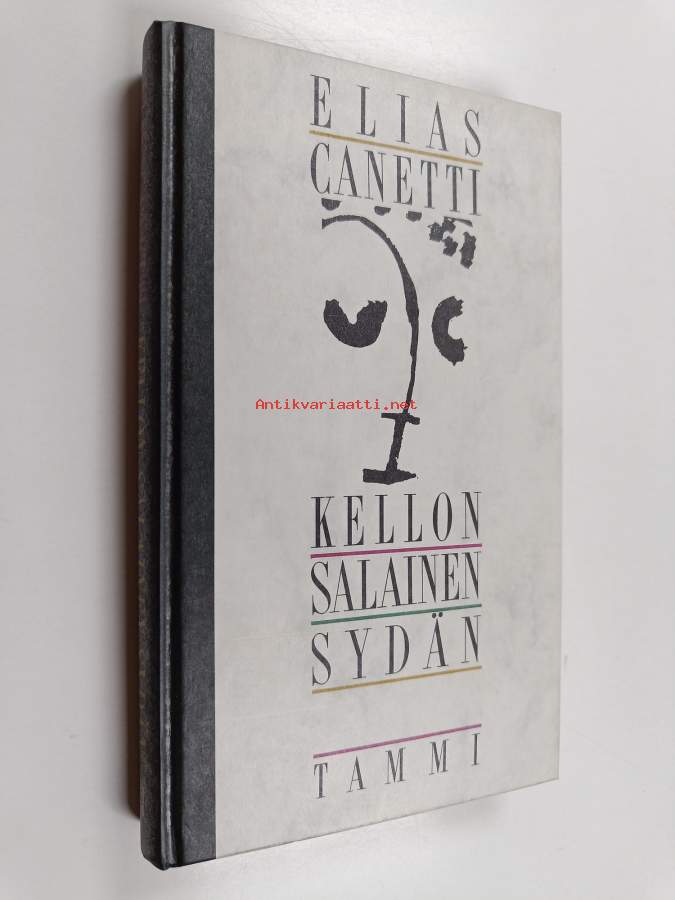 ELIAS
CANETTI
Antikvariaatti.net
KELLON
SALAINEN
SYDÄN
TAMMI